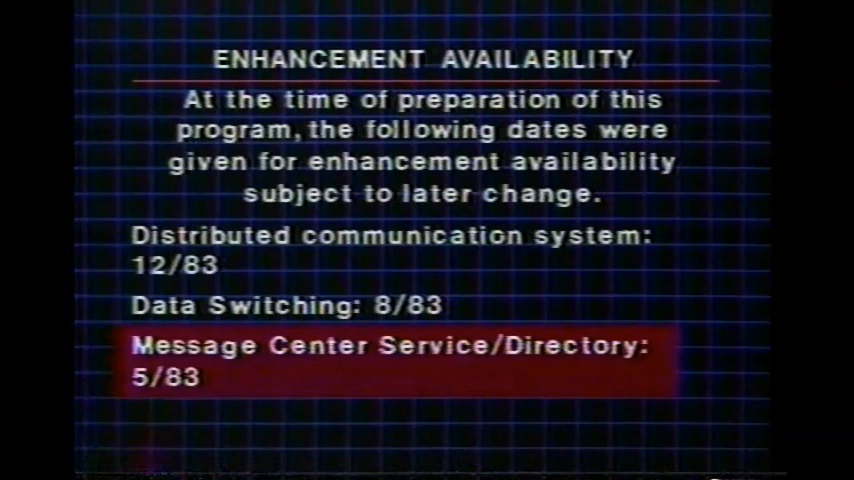 ENHANCEMENT AVAILABILITY
At the time of preparation of this
program, the following dates were
given for enhancement availability
subject to later change.
Distributed communication system:
12/83
Data Switching: 8/83
Message Center Service/Directory:
5/83